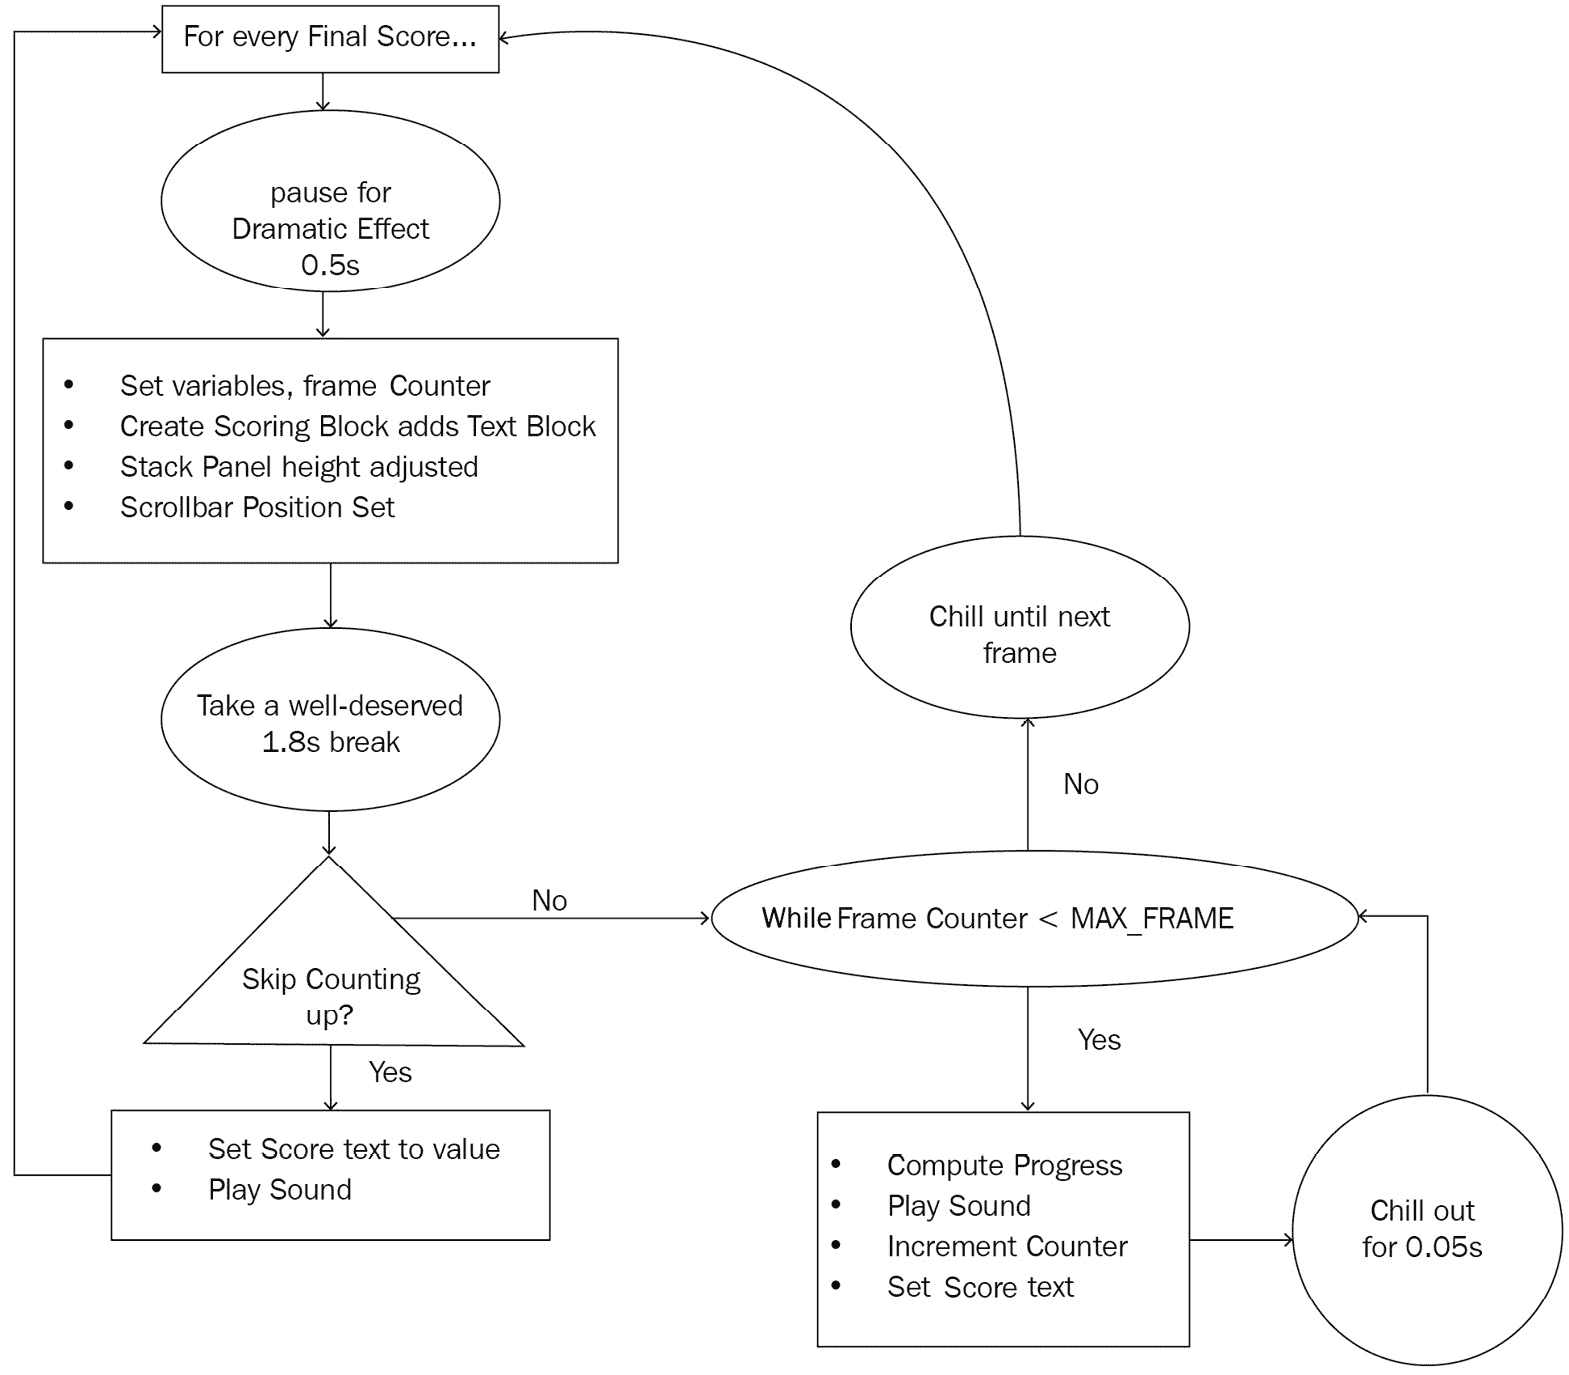 For every Final Score...
pause for
Dramatic Effect
0.5s
• Set variables, frame Counter
• Create Scoring Block adds Text Block
• Stack Panel height adjusted
• Scrollbar Position Set
Take a well-deserved
1.8s break
Skip Counting
up?
No
Yes
• Set Score text to value
• Play Sound
While Frame Counter < MAX_FRAME
No
Chill until next
frame
Yes
• Compute Progress
• Play Sound
• Increment Counter
• Set Score text
Chill out
for 0.05s